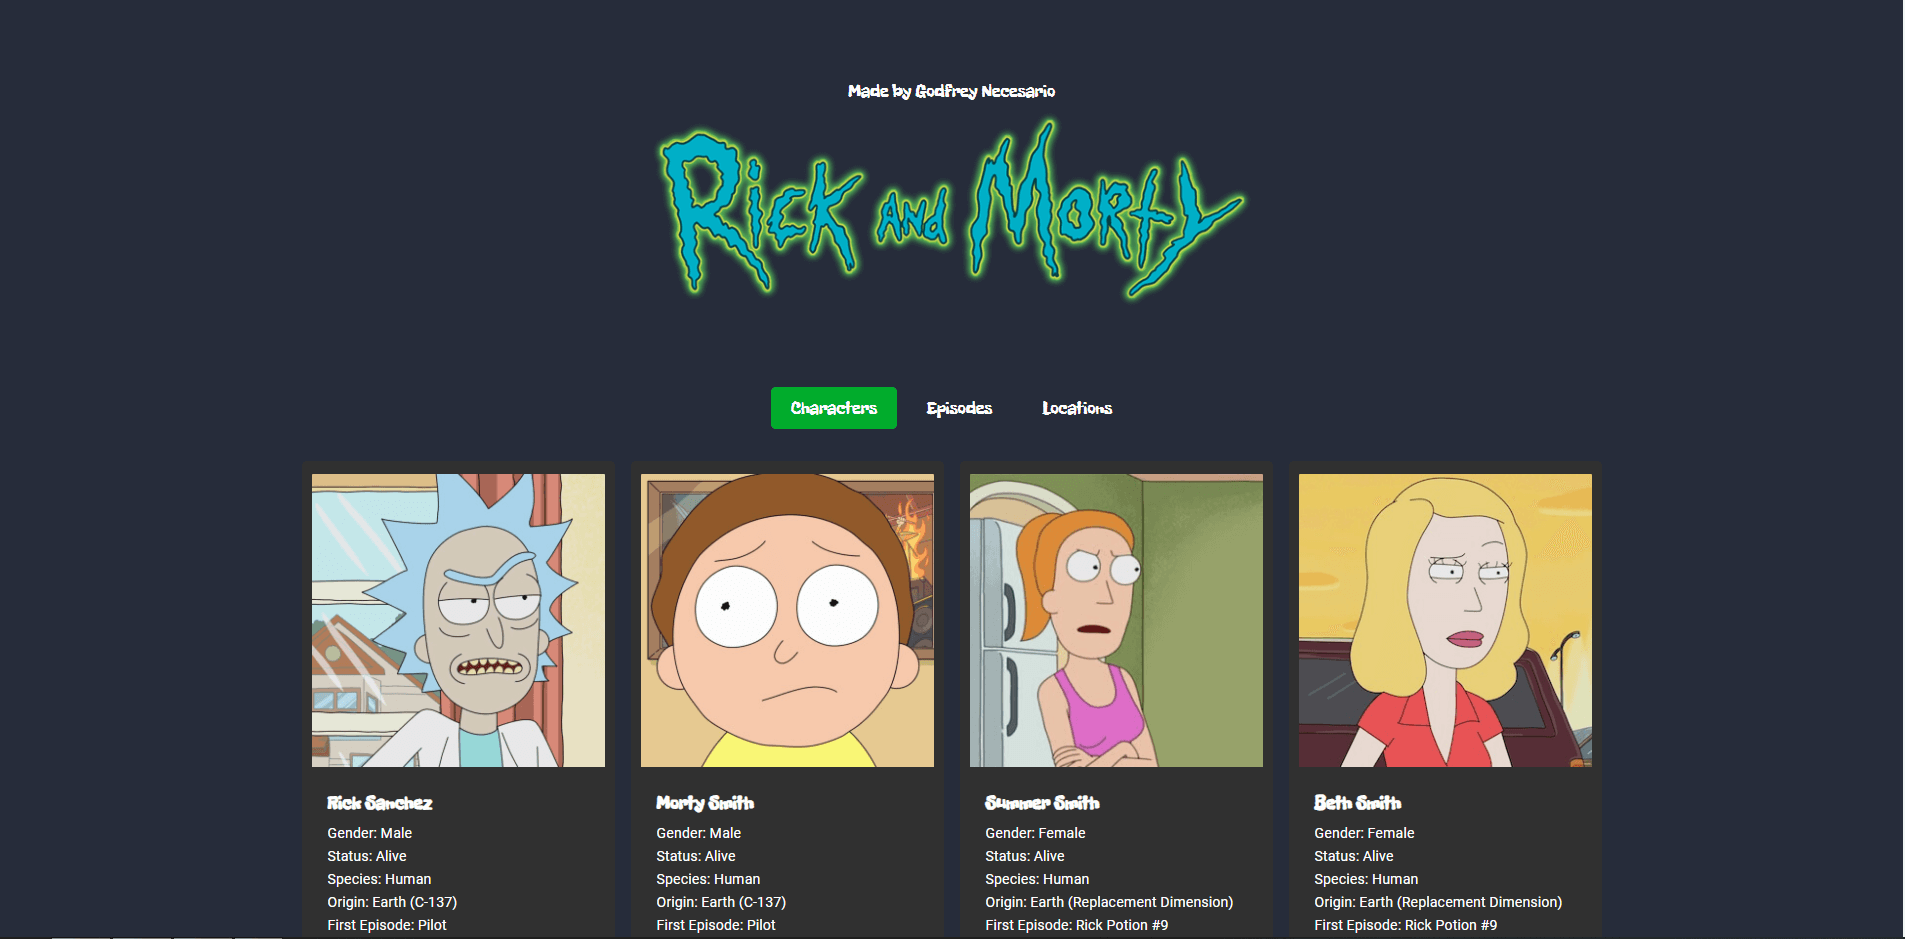 Made by Godfrey Necesario
Rick and Morty
Characters
Episodes
Locations
Rick Sanchez
Gender: Male
Status: Alive
Species: Human
Origin: Earth (C-137)
First Episode: Pilot
Morty Smith
Gender: Male
Status: Alive
Species: Human
Origin: Earth (C-137)
First Episode: Pilot
Summer Smith
Gender: Female
Status: Alive
Species: Human
Origin: Earth (Replacement Dimension)
First Episode: Rick Potion #9
Beth Smith
Gender: Female
Status: Alive
Species: Human
Origin: Earth (Replacement Dimension)
First Episode: Rick Potion #9